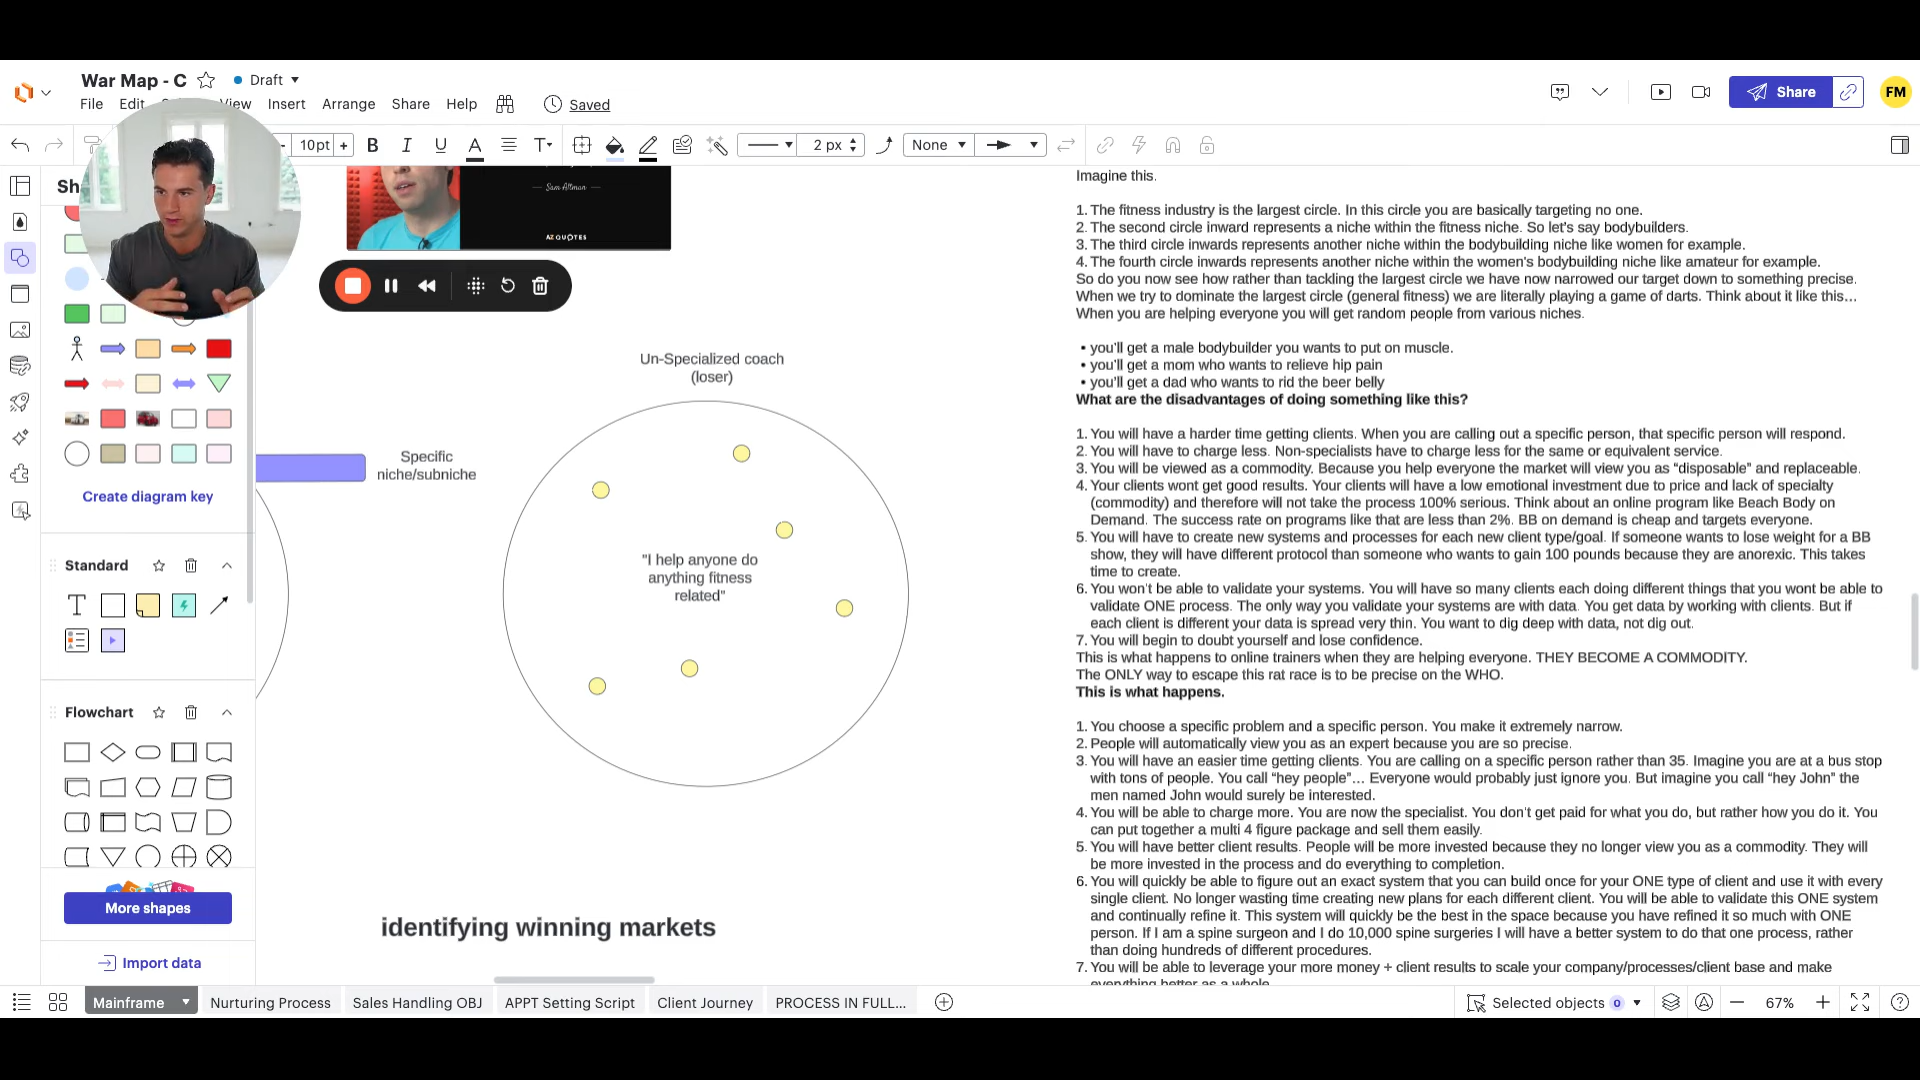 War Map - C
Draft
File
Edit
View
Insert
Arrange
Share
Help
Saved
Share
FM
10pt
2 px
None
Create diagram key
Standard
Flowchart
More shapes
Import data
Sam Altman
AZ QUOTES
Un-Specialized coach
(loser)
Specific
niche/subniche
"I help anyone do
anything fitness
related"
identifying winning markets
Imagine this.
1. The fitness industry is the largest circle. In this circle you are basically targeting no one.
2. The second circle inward represents a niche within the fitness niche. So let's say bodybuilders.
3. The third circle inwards represents another niche within the bodybuilding niche like women for example.
4. The fourth circle inwards represents another niche within the women's bodybuilding niche like amateur for example.
So do you now see how rather than tackling the largest circle we have now narrowed our target down to something precise.
When we try to dominate the largest circle (general fitness) we are literally playing a game of darts. Think about it like this…
When you are helping everyone you will get random people from various niches.
• you'll get a male bodybuilder you wants to put on muscle.
• you'll get a mom who wants to relieve hip pain
• you'll get a dad who wants to rid the beer belly
What are the disadvantages of doing something like this?
1. You will have a harder time getting clients. When you are calling out a specific person, that specific person will respond.
2. You will have to charge less. Non-specialists have to charge less for the same or equivalent service.
3. You will be viewed as a commodity. Because you help everyone the market will view you as “disposable” and replaceable.
4. Your clients wont get good results. Your clients will have a low emotional investment due to price and lack of specialty
(commodity) and therefore will not take the process 100% serious. Think about an online program like Beach Body on
Demand. The success rate on programs like that are less than 2%. BB on demand is cheap and targets everyone.
5. You will have to create new systems and processes for each new client type/goal. If someone wants to lose weight for a BB
show, they will have different protocol than someone who wants to gain 100 pounds because they are anorexic. This takes
time to create.
6. You won't be able to validate your systems. You will have so many clients each doing different things that you wont be able to
validate ONE process. The only way you validate your systems are with data. You get data by working with clients. But if
each client is different your data is spread very thin. You want to dig deep with data, not dig out.
7. You will begin to doubt yourself and lose confidence.
This is what happens to online trainers when they are helping everyone. THEY BECOME A COMMODITY.
The ONLY way to escape this rat race is to be precise on the WHO.
This is what happens.
1. You choose a specific problem and a specific person. You make it extremely narrow.
2. People will automatically view you as an expert because you are so precise.
3. You will have an easier time getting clients. You are calling on a specific person rather than 35. Imagine you are at a bus stop
with tons of people. You call “hey people”… Everyone would probably just ignore you. But imagine you call “hey John” the
men named John would surely be interested.
4. You will be able to charge more. You are now the specialist. You don't get paid for what you do, but rather how you do it. You
can put together a multi 4 figure package and sell them easily.
5. You will have better client results. People will be more invested because they no longer view you as a commodity. They will
be more invested in the process and do everything to completion.
6. You will quickly be able to figure out an exact system that you can build once for your ONE type of client and use it with every
single client. No longer wasting time creating new plans for each different client. You will be able to validate this ONE system
and continually refine it. This system will quickly be the best in the space because you have refined it so much with ONE
person. If I am a spine surgeon and I do 10,000 spine surgeries I will have a better system to do that one process, rather
than doing hundreds of different procedures.
7. You will be able to leverage your more money + client results to scale your company/processes/client base and make
everything better as a whole
Mainframe
Nurturing Process
Sales Handling OBJ
APPT Setting Script
Client Journey
PROCESS IN FULL...
Selected objects 0
67%